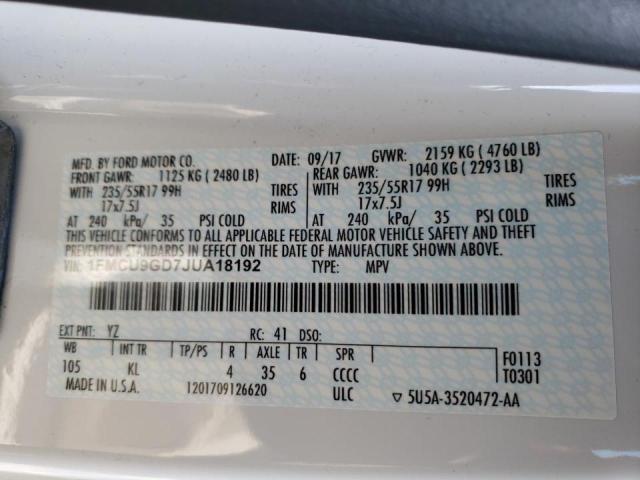 MFD. BY FORD MOTOR CO. DATE: 09/17 GVWR: 2159 KG ( 4760 LB)
FRONT GAWR: 1125 KG ( 2480 LB) REAR GAWR: 1040 KG ( 2293 LB)
WITH 235/55R17 99H TIRES WITH 235/55R17 99H TIRES
17x7.5J RIMS 17x7.5J RIMS
AT 240 kPa/ 35 PSI COLD AT 240 kPa/ 35 PSI COLD
THIS VEHICLE CONFORMS TO ALL APPLICABLE FEDERAL MOTOR VEHICLE SAFETY AND THEFT
PREVENTION STANDARDS IN EFFECT ON THE DATE OF MANUFACTURE SHOWN ABOVE.
VIN: 1FMCU9GD7JUA18192 TYPE: MPV
EXT PNT: YZ RC: 41 DSO:
WB INT TR TP/PS R AXLE TR SPR F0113
105 KL 4 35 6 CCCC T0301
MADE IN U.S.A. 1201709126620 ULC 5U5A-3520472-AA